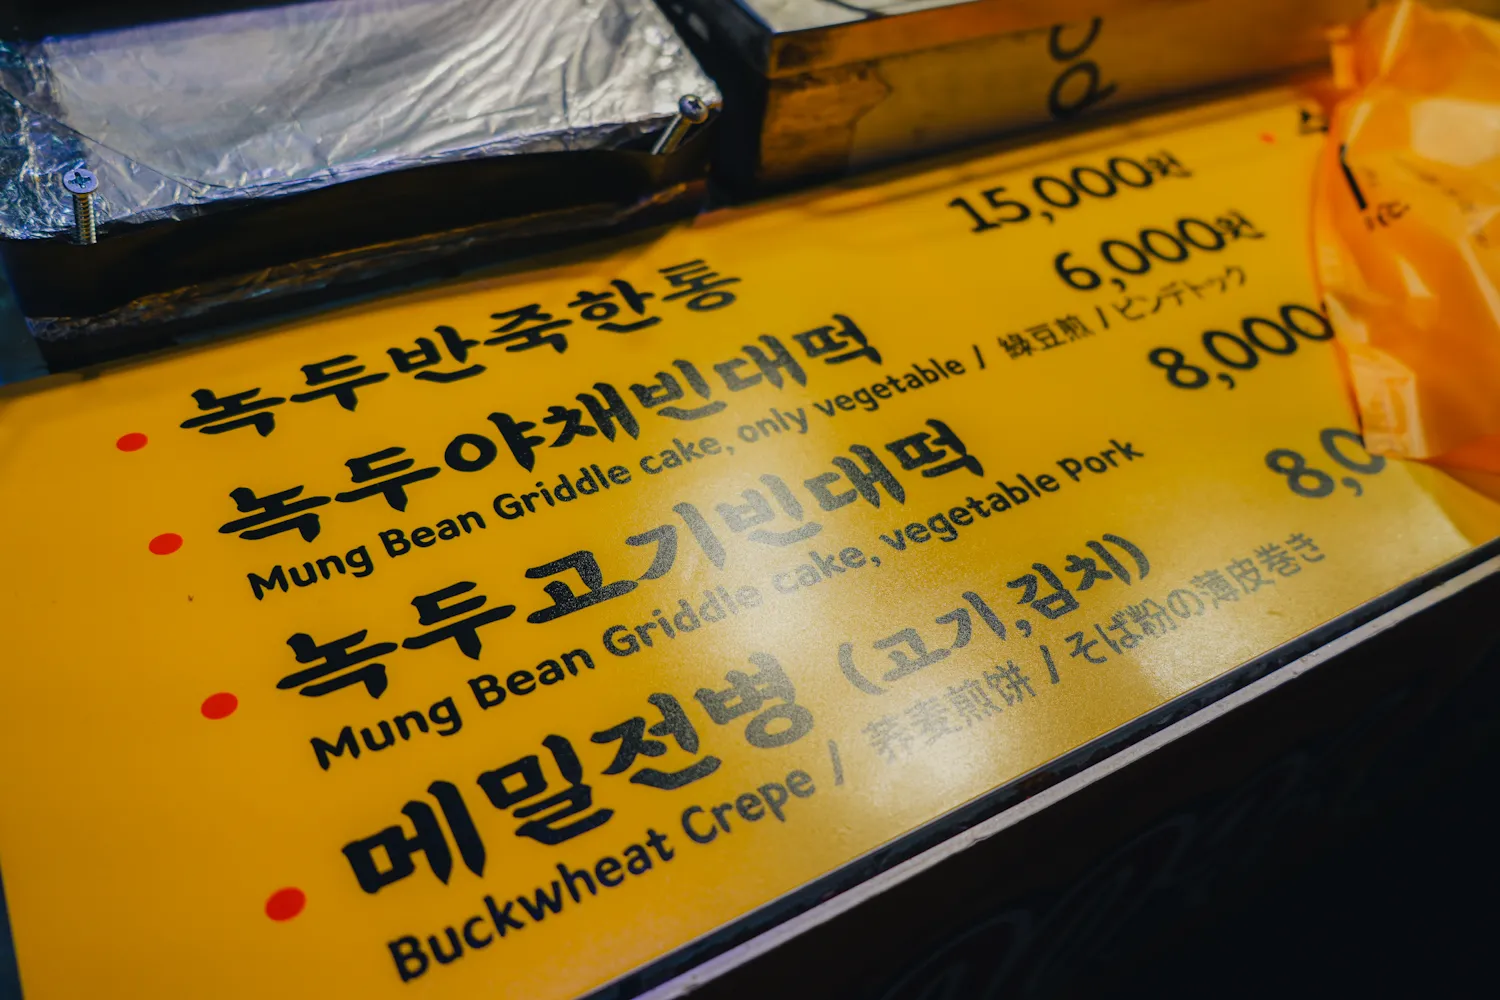 녹두반죽한통 15,000원
녹두야채빈대떡 6,000원
Mung Bean Griddle cake, only vegetable / 綠豆煎 / ピンデトック
녹두고기빈대떡 8,000
Mung Bean Griddle cake, vegetable Pork
메밀전병 (고기,김치) 8,0
Buckwheat Crepe / 荞麦煎饼 / そば粉の薄皮巻き